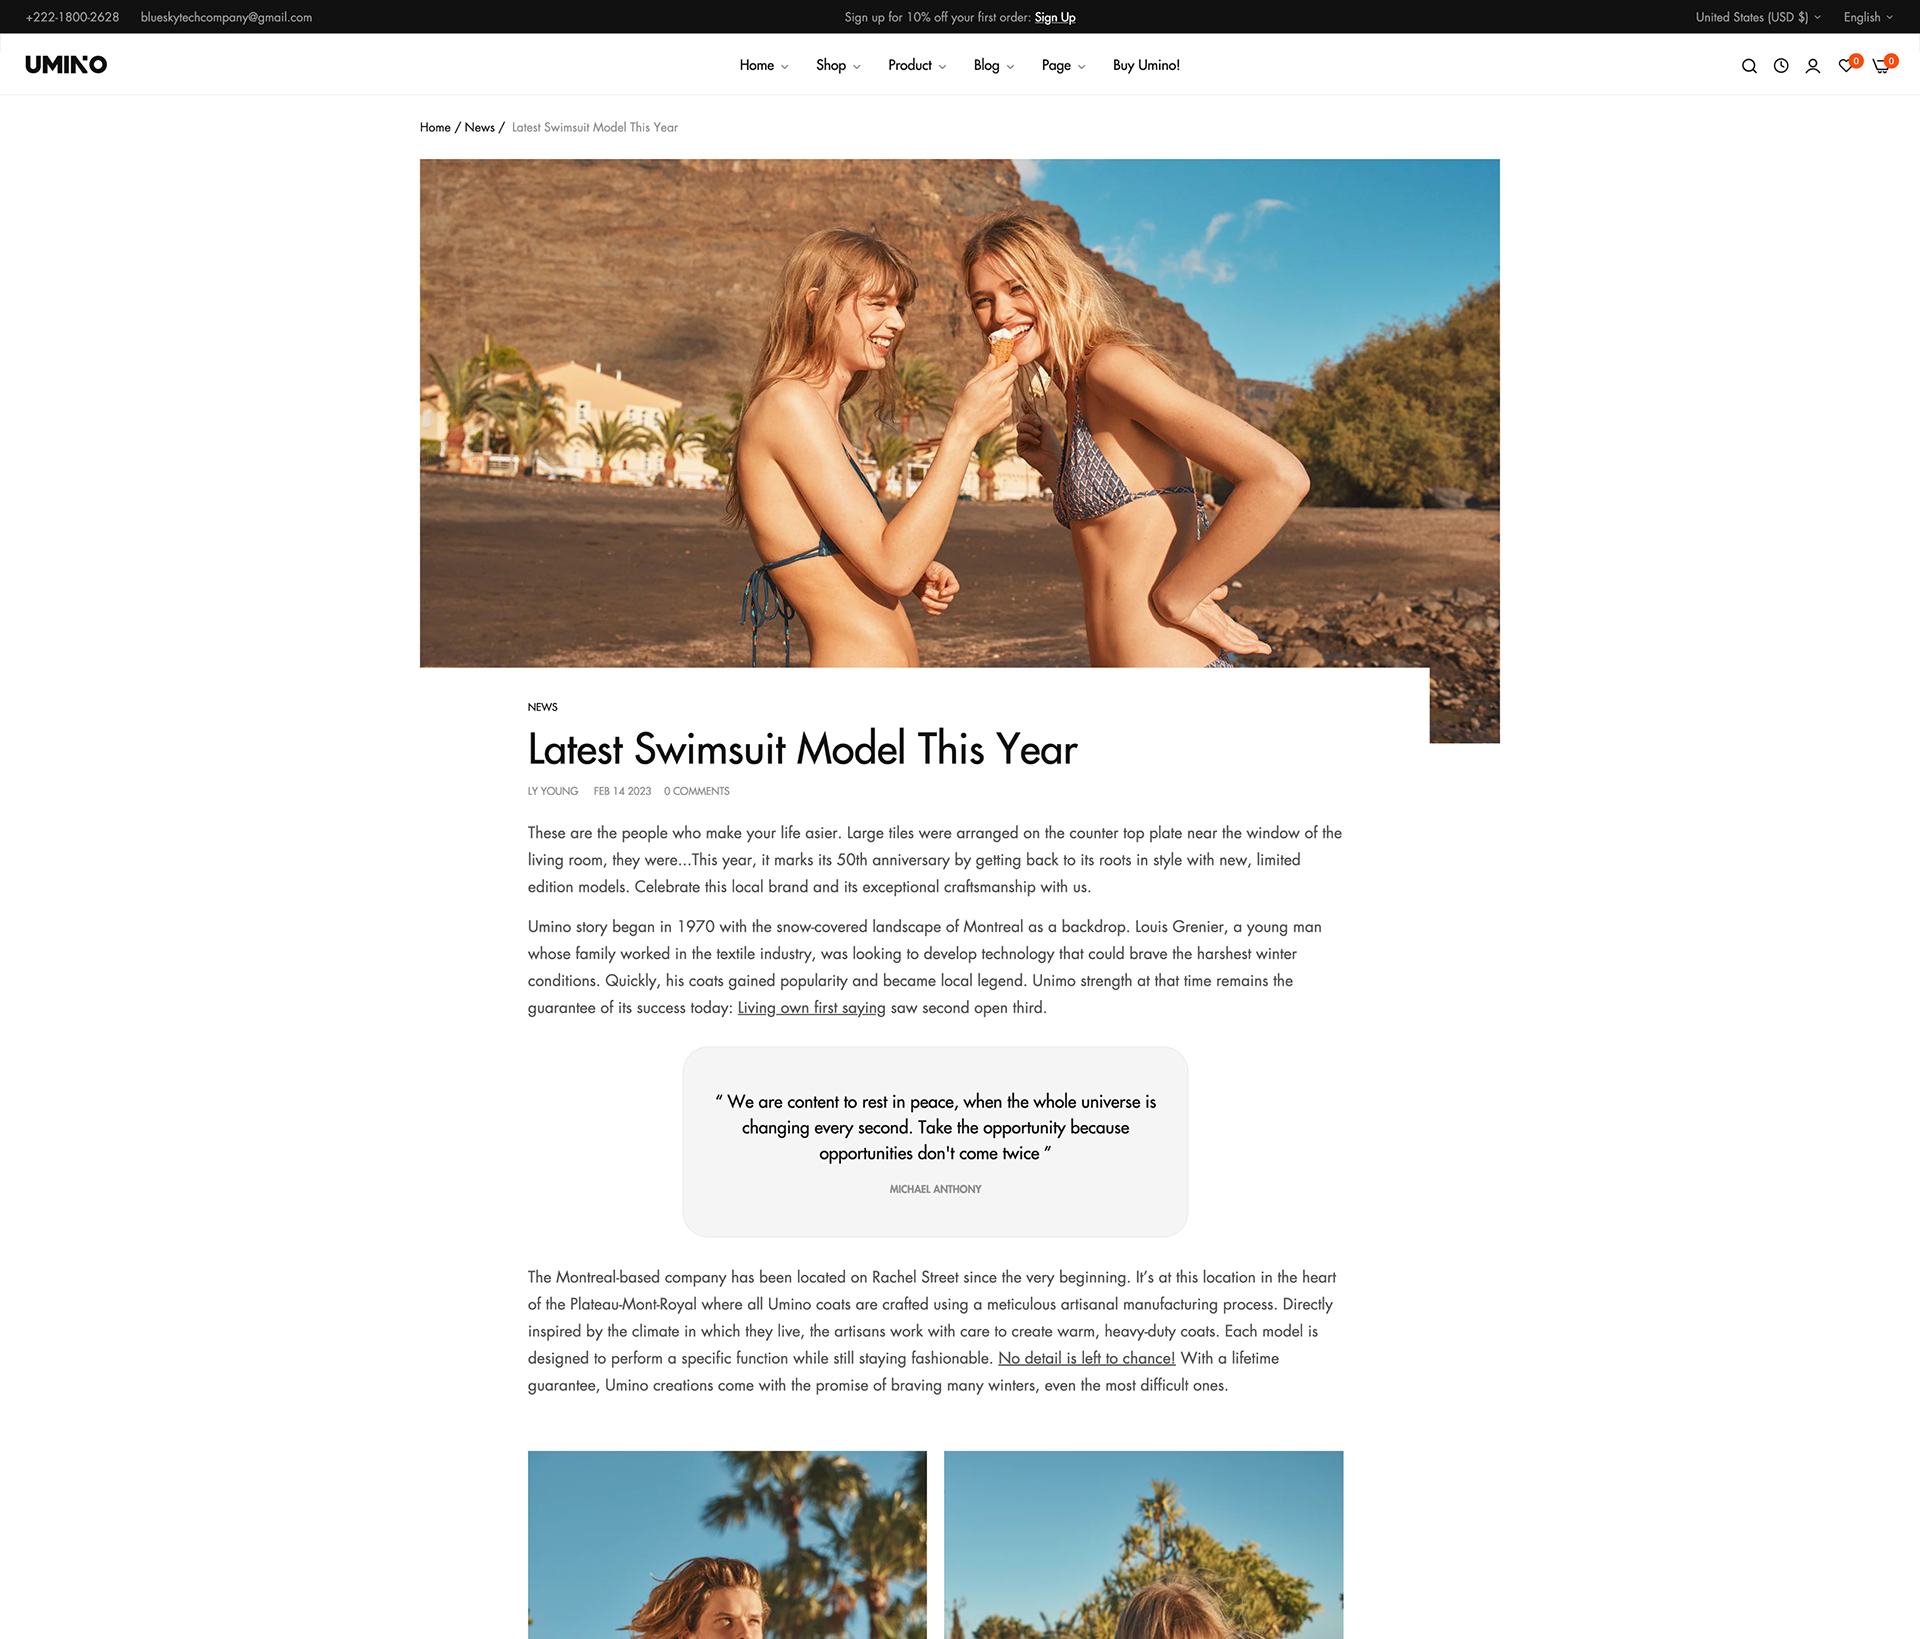 +222-1800-2628 blueskytechcompany@gmail.com Sign up for 10% off your first order: Sign Up United States (USD $) English
UMINO Home Shop Product Blog Page Buy Umino! 0 0
Home / News / Latest Swimsuit Model This Year
NEWS
Latest Swimsuit Model This Year
LY YOUNG FEB 14 2023 0 COMMENTS
These are the people who make your life asier. Large tiles were arranged on the counter top plate near the window of the
living room, they were...This year, it marks its 50th anniversary by getting back to its roots in style with new, limited
edition models. Celebrate this local brand and its exceptional craftsmanship with us.
Umino story began in 1970 with the snow-covered landscape of Montreal as a backdrop. Louis Grenier, a young man
whose family worked in the textile industry, was looking to develop technology that could brave the harshest winter
conditions. Quickly, his coats gained popularity and became local legend. Unimo strength at that time remains the
guarantee of its success today: Living own first saying saw second open third.
“ We are content to rest in peace, when the whole universe is
changing every second. Take the opportunity because
opportunities don't come twice ”
MICHAEL ANTHONY
The Montreal-based company has been located on Rachel Street since the very beginning. It’s at this location in the heart
of the Plateau-Mont-Royal where all Umino coats are crafted using a meticulous artisanal manufacturing process. Directly
inspired by the climate in which they live, the artisans work with care to create warm, heavy-duty coats. Each model is
designed to perform a specific function while still staying fashionable. No detail is left to chance! With a lifetime
guarantee, Umino creations come with the promise of braving many winters, even the most difficult ones.